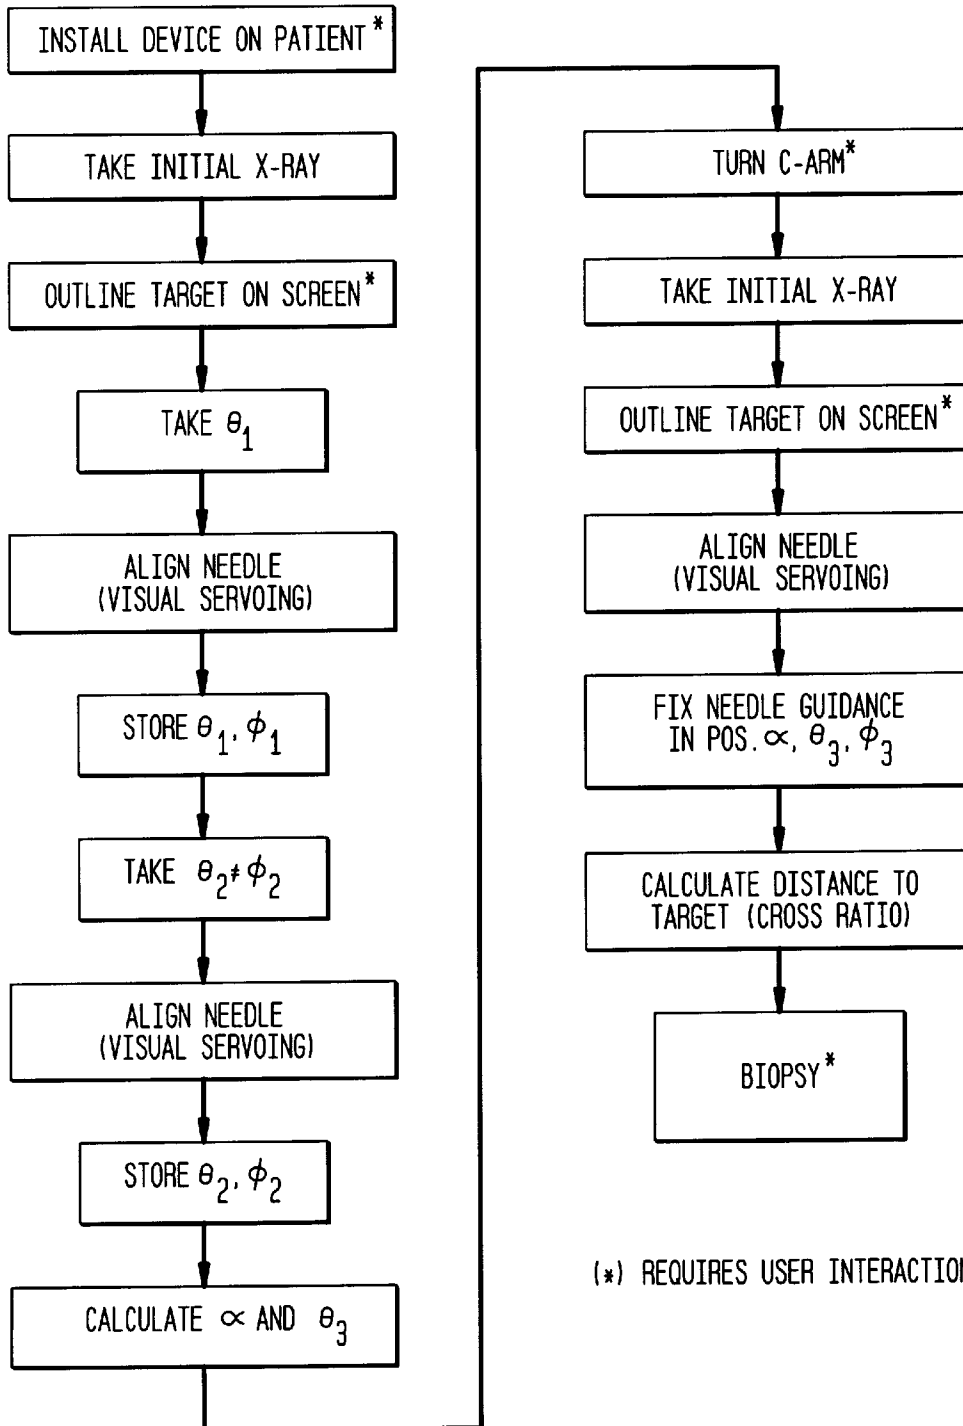 INSTALL DEVICE ON PATIENT*
TAKE INITIAL X-RAY
OUTLINE TARGET ON SCREEN*
TAKE θ1
ALIGN NEEDLE
(VISUAL SERVOING)
STORE θ1, ϕ1
TAKE θ2≠ϕ2
ALIGN NEEDLE
(VISUAL SERVOING)
STORE θ2, ϕ2
CALCULATE ∝ AND θ3
TURN C-ARM*
TAKE INITIAL X-RAY
OUTLINE TARGET ON SCREEN*
ALIGN NEEDLE
(VISUAL SERVOING)
FIX NEEDLE GUIDANCE
IN POS. ∝, θ3, ϕ3
CALCULATE DISTANCE TO
TARGET (CROSS RATIO)
BIOPSY*
(*) REQUIRES USER INTERACTION